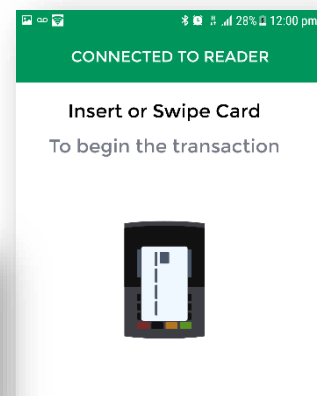 28% 12:00 pm
CONNECTED TO READER
Insert or Swipe Card
To begin the transaction